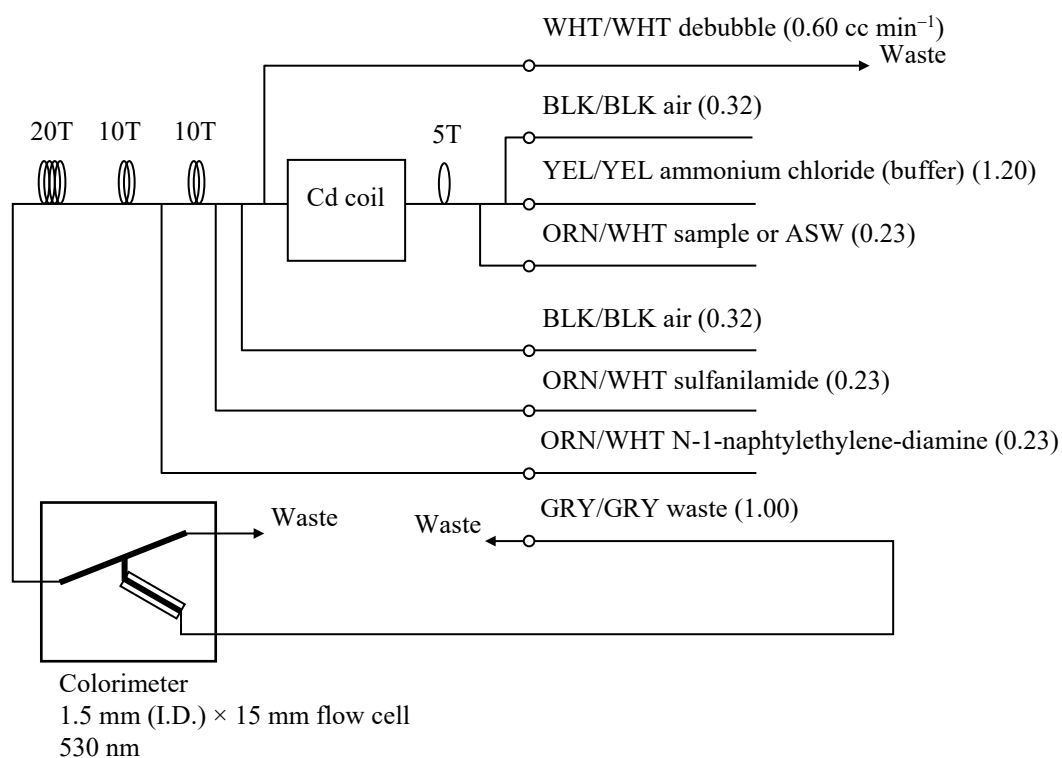 WHT/WHT debubble (0.60 cc min⁻¹)
Waste
BLK/BLK air (0.32)
20T 10T 10T 5T
YEL/YEL ammonium chloride (buffer) (1.20)
Cd coil
ORN/WHT sample or ASW (0.23)
BLK/BLK air (0.32)
ORN/WHT sulfanilamide (0.23)
ORN/WHT N-1-naphtylethylene-diamine (0.23)
GRY/GRY waste (1.00)
Waste
Waste
Colorimeter
1.5 mm (I.D.) × 15 mm flow cell
530 nm